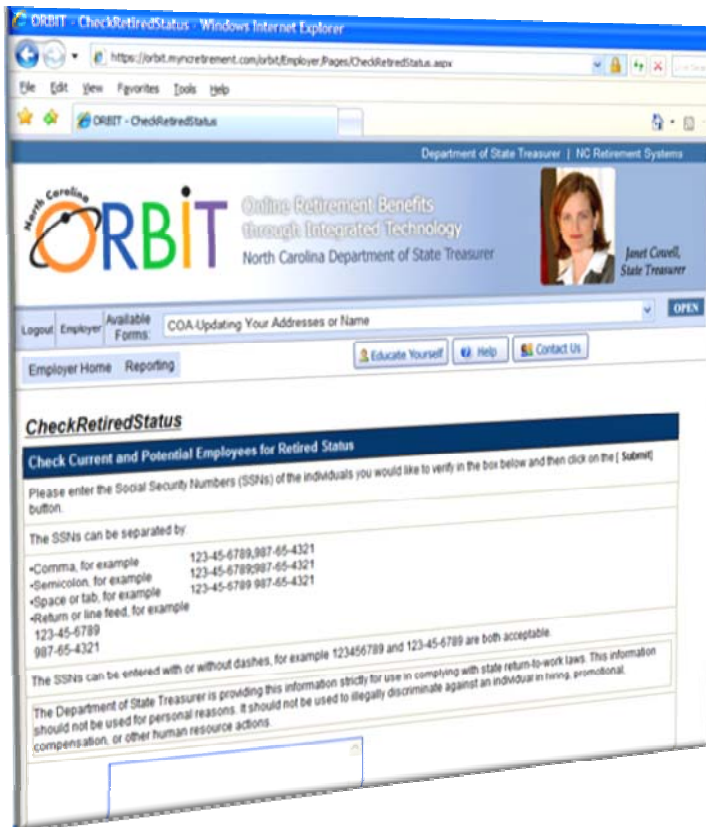 ORBIT - CheckRetiredStatus - Windows Internet Explorer
https://orbit.myncretirement.com/orbit/Employer/Pages/CheckRetiredStatus.aspx
File Edit View Favorites Tools Help
ORBIT - CheckRetiredStatus
Department of State Treasurer | NC Retirement Systems
North Carolina
ORBIT
Online Retirement Benefits
through Integrated Technology
North Carolina Department of State Treasurer
Janet Cowell,
State Treasurer
Logout Employer Available Forms: COA-Updating Your Addresses or Name OPEN
Employer Home Reporting Educate Yourself Help Contact Us
CheckRetiredStatus
Check Current and Potential Employees for Retired Status
Please enter the Social Security Numbers (SSNs) of the individuals you would like to verify in the box below and then click on the [ Submit]
button.
The SSNs can be separated by:
•Comma, for example 123-45-6789,987-65-4321
•Semicolon, for example 123-45-6789;987-65-4321
•Space or tab, for example 123-45-6789 987-65-4321
•Return or line feed, for example
123-45-6789
987-65-4321
The SSNs can be entered with or without dashes, for example 123456789 and 123-45-6789 are both acceptable.
The Department of State Treasurer is providing this information strictly for use in complying with state return-to-work laws. This information
should not be used for personal reasons. It should not be used to illegally discriminate against an individual in hiring, promotional,
compensation, or other human resource actions.